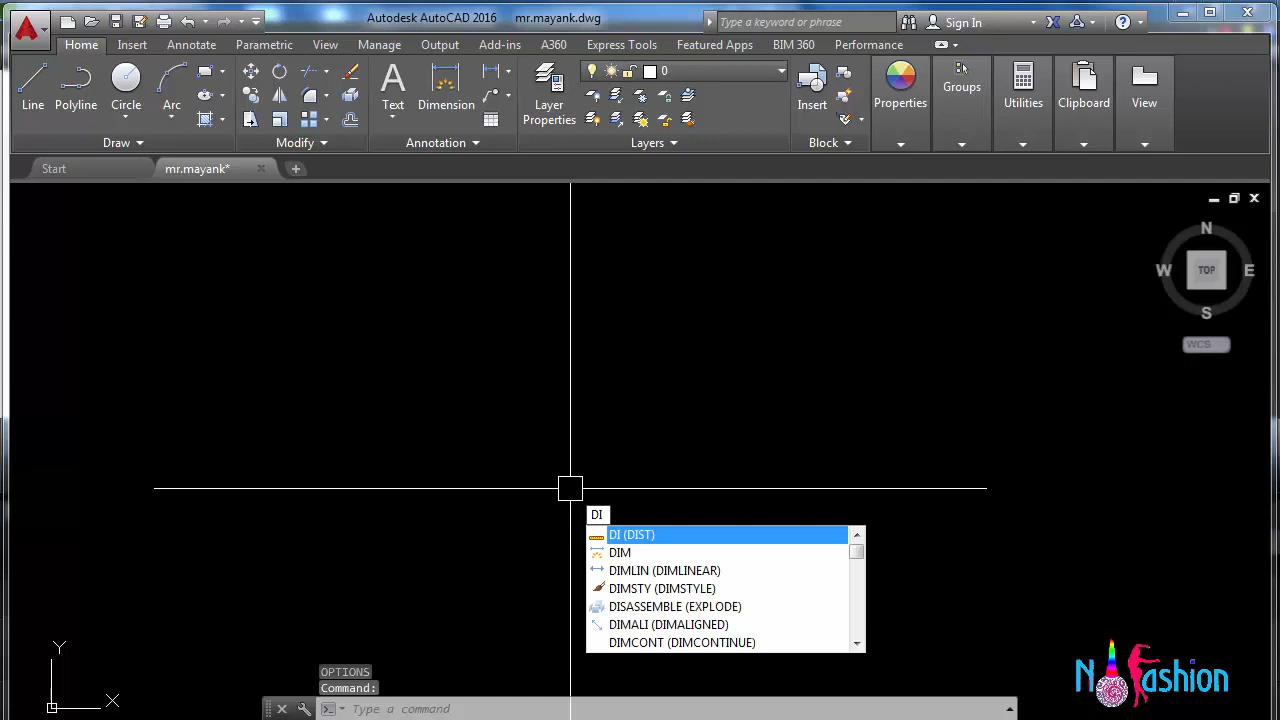 Autodesk AutoCAD 2016 mr.mayank.dwg
Type a keyword or phrase
Sign In
Home Insert Annotate Parametric View Manage Output Add-ins A360 Express Tools Featured Apps BIM 360 Performance
0
Line Polyline Circle Arc
Text Dimension
Layer
Properties
Insert
Properties
Groups
Utilities
Clipboard
View
Draw Modify Annotation Layers Block
Start mr.mayank*
N
W TOP E
S
WCS
DI
DI (DIST)
DIM
DIMLIN (DIMLINEAR)
DIMSTY (DIMSTYLE)
DISASSEMBLE (EXPLODE)
DIMALI (DIMALIGNED)
DIMCONT (DIMCONTINUE)
Y
X
OPTIONS
Command:
Type a command
N Fashion